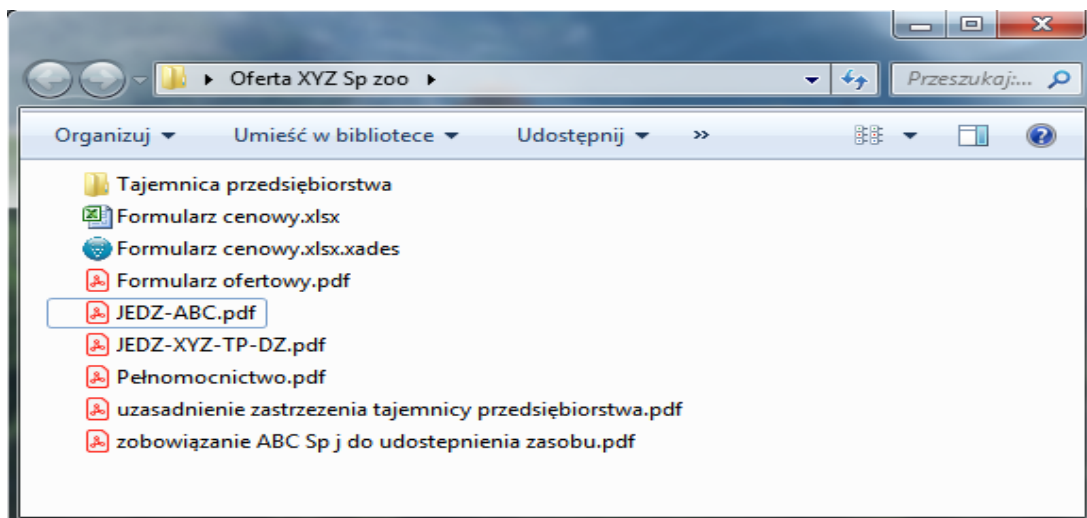 Oferta XYZ Sp zoo
Przeszukaj:...
Organizuj Umieść w bibliotece Udostępnij »
Tajemnica przedsiębiorstwa
Formularz cenowy.xlsx
Formularz cenowy.xlsx.xades
Formularz ofertowy.pdf
JEDZ-ABC.pdf
JEDZ-XYZ-TP-DZ.pdf
Pełnomocnictwo.pdf
uzasadnienie zastrzezenia tajemnicy przedsiębiorstwa.pdf
zobowiązanie ABC Sp j do udostepnienia zasobu.pdf